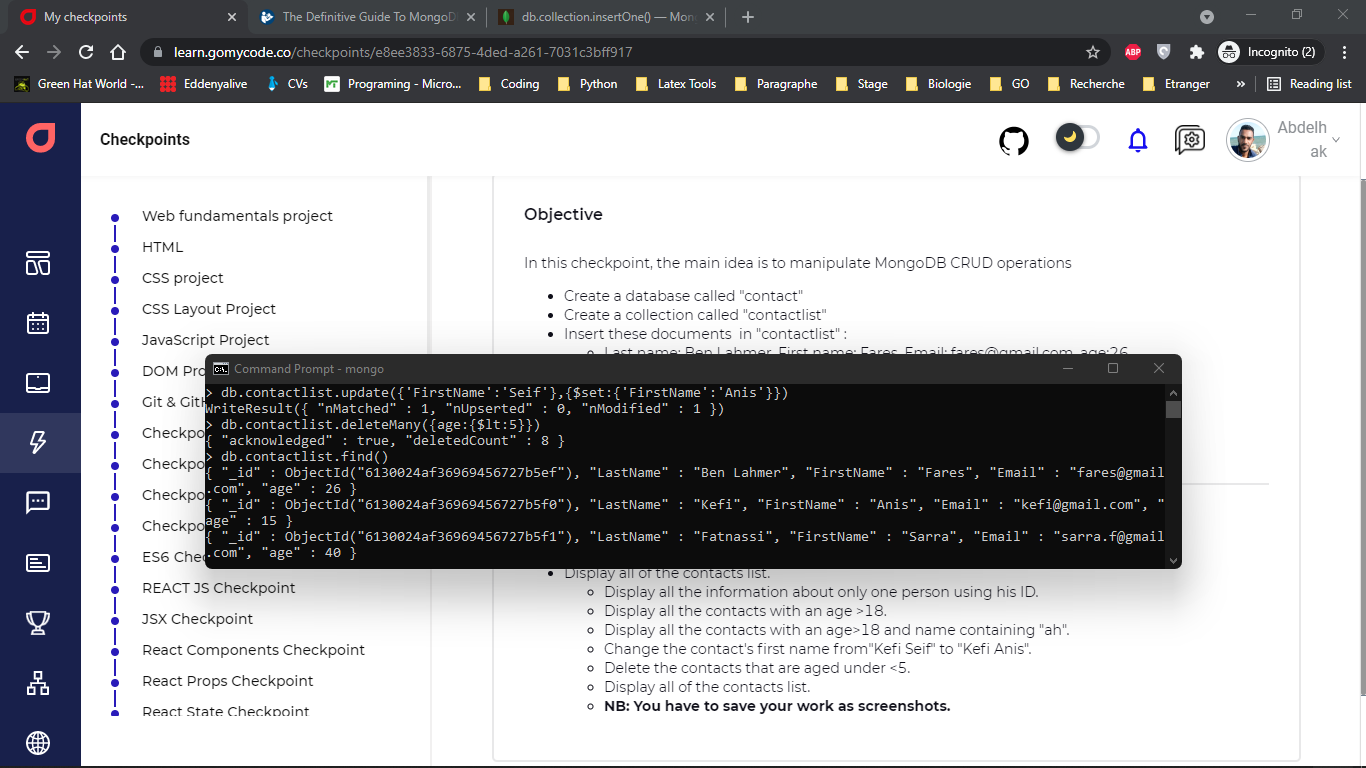 My checkpoints
The Definitive Guide To MongoD
db.collection.insertOne() — Mon
learn.gomycode.co/checkpoints/e8ee3833-6875-4ded-a261-7031c3bff917
ABP
Incognito (2)
Green Hat World -...
Eddenyalive
CVs
Programing - Micro...
Coding
Python
Latex Tools
Paragraphe
Stage
Biologie
GO
Recherche
Etranger
»
Reading list
Checkpoints
Abdelh
ak
Web fundamentals project
HTML
CSS project
CSS Layout Project
JavaScript Project
DOM Pro
Git & GitH
Checkpo
Checkpo
Checkpo
Checkpo
ES6 Chec
REACT JS Checkpoint
JSX Checkpoint
React Components Checkpoint
React Props Checkpoint
React State Checkpoint
Objective
In this checkpoint, the main idea is to manipulate MongoDB CRUD operations
Create a database called "contact"
Create a collection called "contactlist"
Insert these documents in "contactlist" :
Last name: Ben Lahmer, First name: Fares, Email: fares@gmail.com, age:26
Command Prompt - mongo
> db.contactlist.update({'FirstName':'Seif'},{$set:{'FirstName':'Anis'}})
WriteResult({ "nMatched" : 1, "nUpserted" : 0, "nModified" : 1 })
> db.contactlist.deleteMany({age:{$lt:5}})
{ "acknowledged" : true, "deletedCount" : 8 }
> db.contactlist.find()
{ "_id" : ObjectId("6130024af36969456727b5ef"), "LastName" : "Ben Lahmer", "FirstName" : "Fares", "Email" : "fares@gmail
.com", "age" : 26 }
{ "_id" : ObjectId("6130024af36969456727b5f0"), "LastName" : "Kefi", "FirstName" : "Anis", "Email" : "kefi@gmail.com", "
age" : 15 }
{ "_id" : ObjectId("6130024af36969456727b5f1"), "LastName" : "Fatnassi", "FirstName" : "Sarra", "Email" : "sarra.f@gmail
.com", "age" : 40 }
Display all of the contacts list.
Display all the information about only one person using his ID.
Display all the contacts with an age >18.
Display all the contacts with an age>18 and name containing "ah".
Change the contact's first name from"Kefi Seif" to "Kefi Anis".
Delete the contacts that are aged under <5.
Display all of the contacts list.
NB: You have to save your work as screenshots.